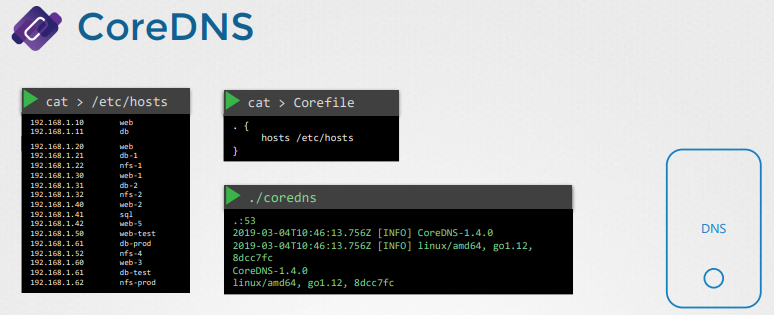 CoreDNS
cat > /etc/hosts
192.168.1.10 web
192.168.1.11 db
192.168.1.20 web
192.168.1.21 db-1
192.168.1.22 nfs-1
192.168.1.30 web-1
192.168.1.31 db-2
192.168.1.32 nfs-2
192.168.1.40 web-2
192.168.1.41 sql
192.168.1.42 web-5
192.168.1.50 web-test
192.168.1.61 db-prod
192.168.1.52 nfs-4
192.168.1.60 web-3
192.168.1.61 db-test
192.168.1.62 nfs-prod
cat > Corefile
. {
hosts /etc/hosts
}
./coredns
.:53
2019-03-04T10:46:13.756Z [INFO] CoreDNS-1.4.0
2019-03-04T10:46:13.756Z [INFO] linux/amd64, go1.12,
8dcc7fc
CoreDNS-1.4.0
linux/amd64, go1.12, 8dcc7fc
DNS